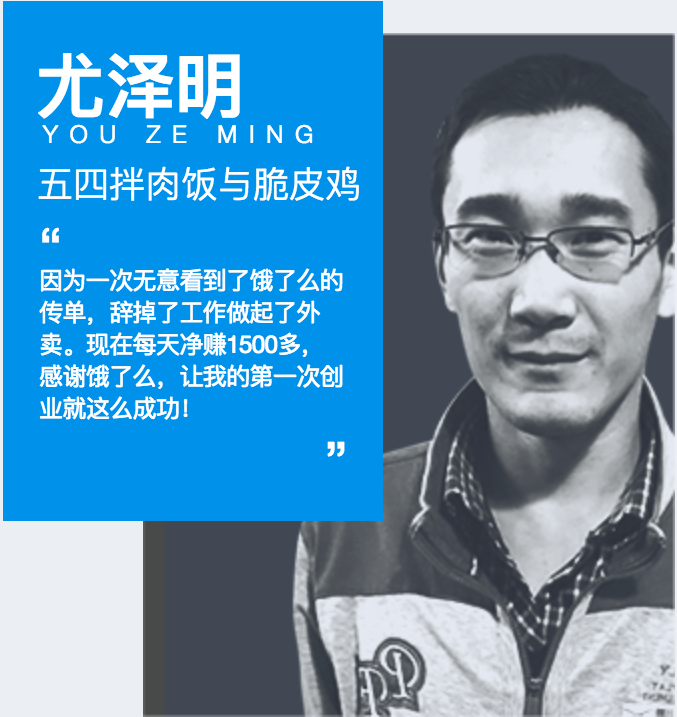 尤泽明
YOU ZE MING
五四拌肉饭与脆皮鸡
“
因为一次无意看到了饿了么的
传单，辞掉了工作做起了外
卖。现在每天净赚1500多，
感谢饿了么，让我的第一次创
业就这么成功！
”